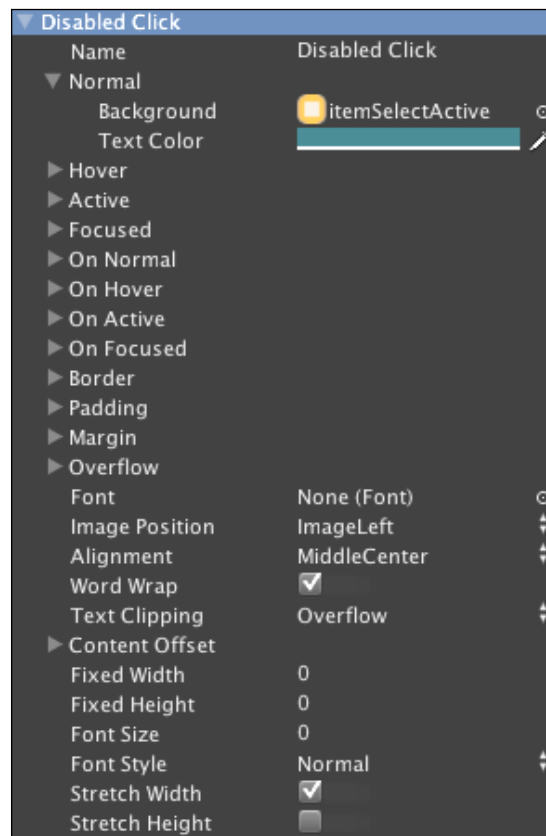 Disabled Click
Name Disabled Click
Normal
Background itemSelectActive
Text Color
Hover
Active
Focused
On Normal
On Hover
On Active
On Focused
Border
Padding
Margin
Overflow
Font None (Font)
Image Position ImageLeft
Alignment MiddleCenter
Word Wrap
Text Clipping Overflow
Content Offset
Fixed Width 0
Fixed Height 0
Font Size 0
Font Style Normal
Stretch Width
Stretch Height